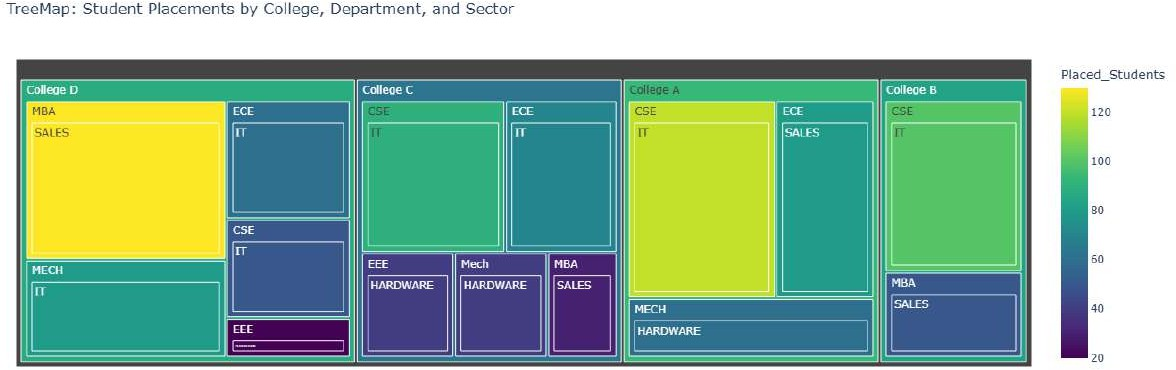 TreeMap: Student Placements by College, Department, and Sector
College D
MBA
SALES
MECH
IT
ECE
IT
CSE
IT
EEE
College C
CSE
IT
ECE
IT
EEE
HARDWARE
Mech
HARDWARE
MBA
SALES
College A
CSE
IT
ECE
SALES
MECH
HARDWARE
College B
CSE
IT
MBA
SALES
Placed_Students
120
100
80
60
40
20